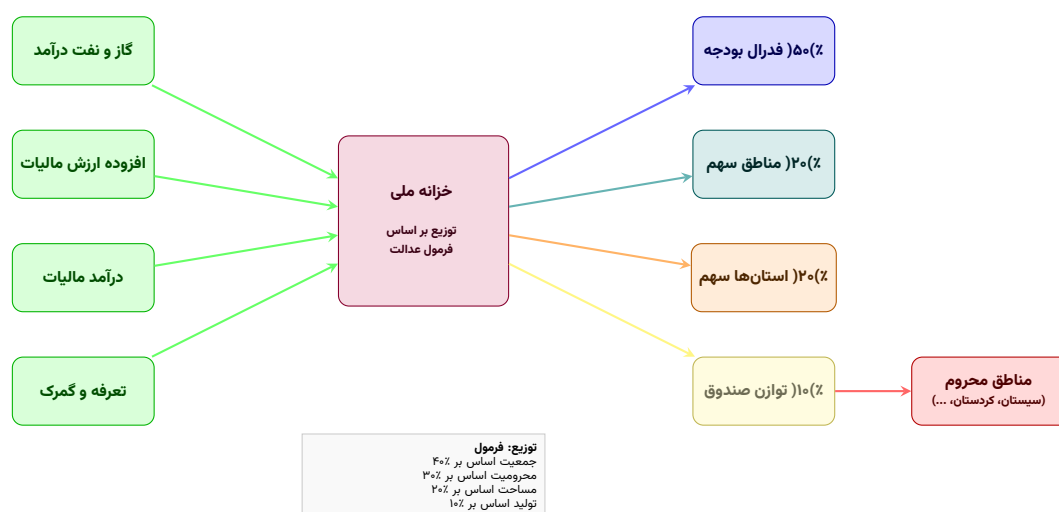 گاز و نفت درآمد
افزوده ارزش مالیات
درآمد مالیات
تعرفه و گمرک
خزانه ملی
توزیع بر اساس
فرمول عدالت
٪)۵۰( فدرال بودجه
٪)۲۰( مناطق سهم
٪)۲۰( استان‌ها سهم
٪)۱۰( توازن صندوق
مناطق محروم
(سیستان، کردستان، ...)
توزیع: فرمول
جمعیت اساس بر ۴۰٪
محرومیت اساس بر ۳۰٪
مساحت اساس بر ۲۰٪
تولید اساس بر ۱۰٪